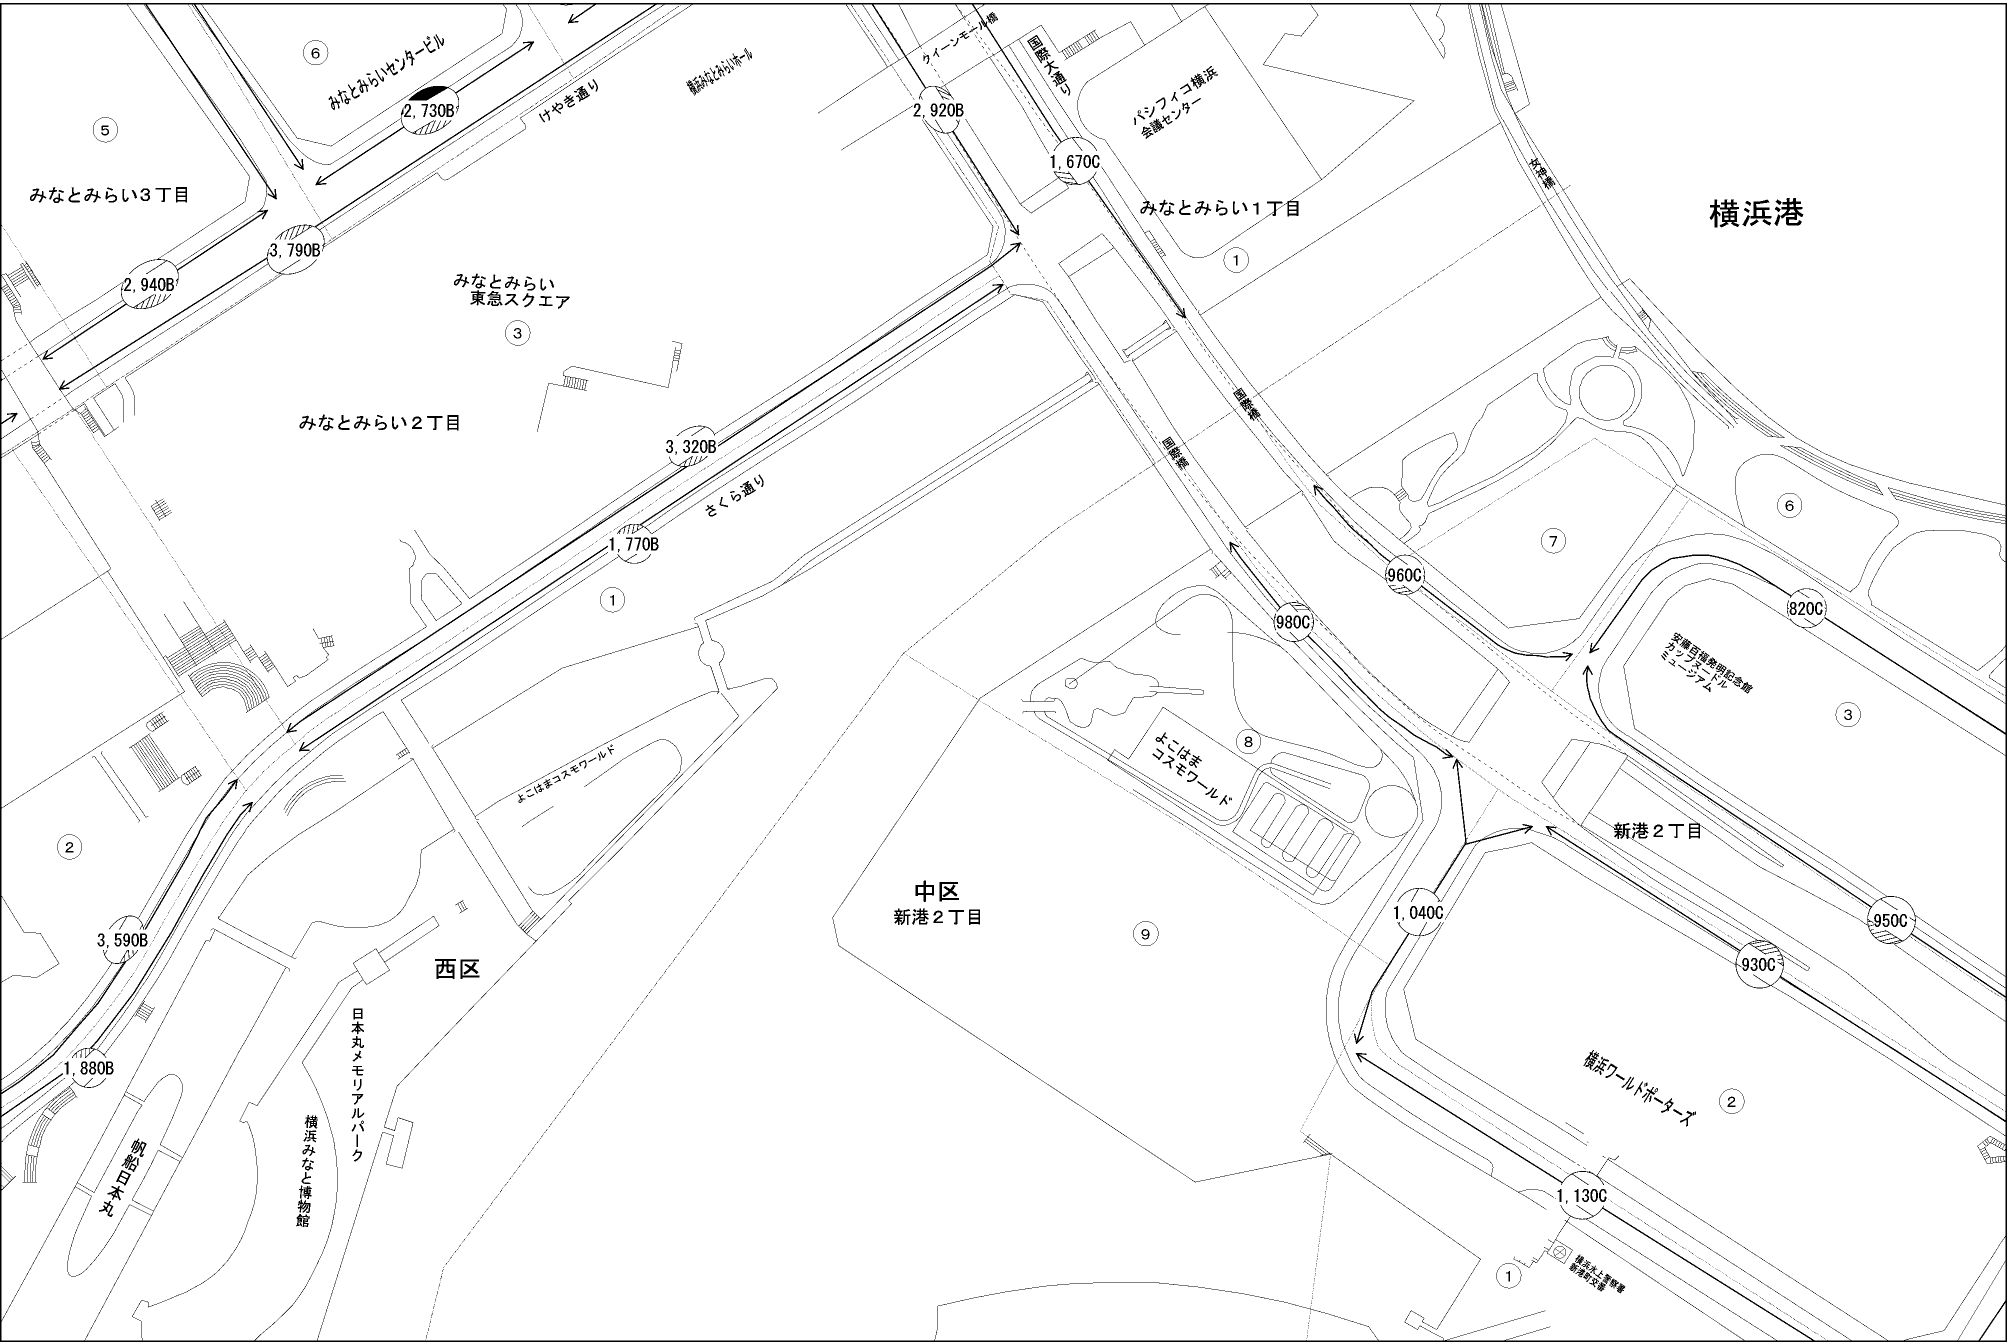 ⑥
みなとみらいセンタービル
2,730B
けやき通り
横浜みなとみらいホール
クイーンモール橋
国際大通り
パシフィコ横浜
会議センター
2,920B
1,670C
⑤
みなとみらい3丁目
女神橋
横浜港
みなとみらい1丁目
①
3,790B
2,940B
みなとみらい
東急スクエア
③
みなとみらい2丁目
3,320B
さくら通り
1,770B
①
国際橋
国際橋
⑥
⑦
960C
980C
820C
安藤百福発明記念館
カップヌードル
ミュージアム
③
⑧
よこはま
コスモワールド
よこはまコスモワールド
新港2丁目
②
中区
新港2丁目
⑨
1,040C
950C
930C
3,590B
西区
1,880B
日本丸メモリアルパーク
横浜みなと博物館
帆船日本丸
横浜ワールドポーターズ
②
1,130C
①
横浜水上警察署
新港町交番